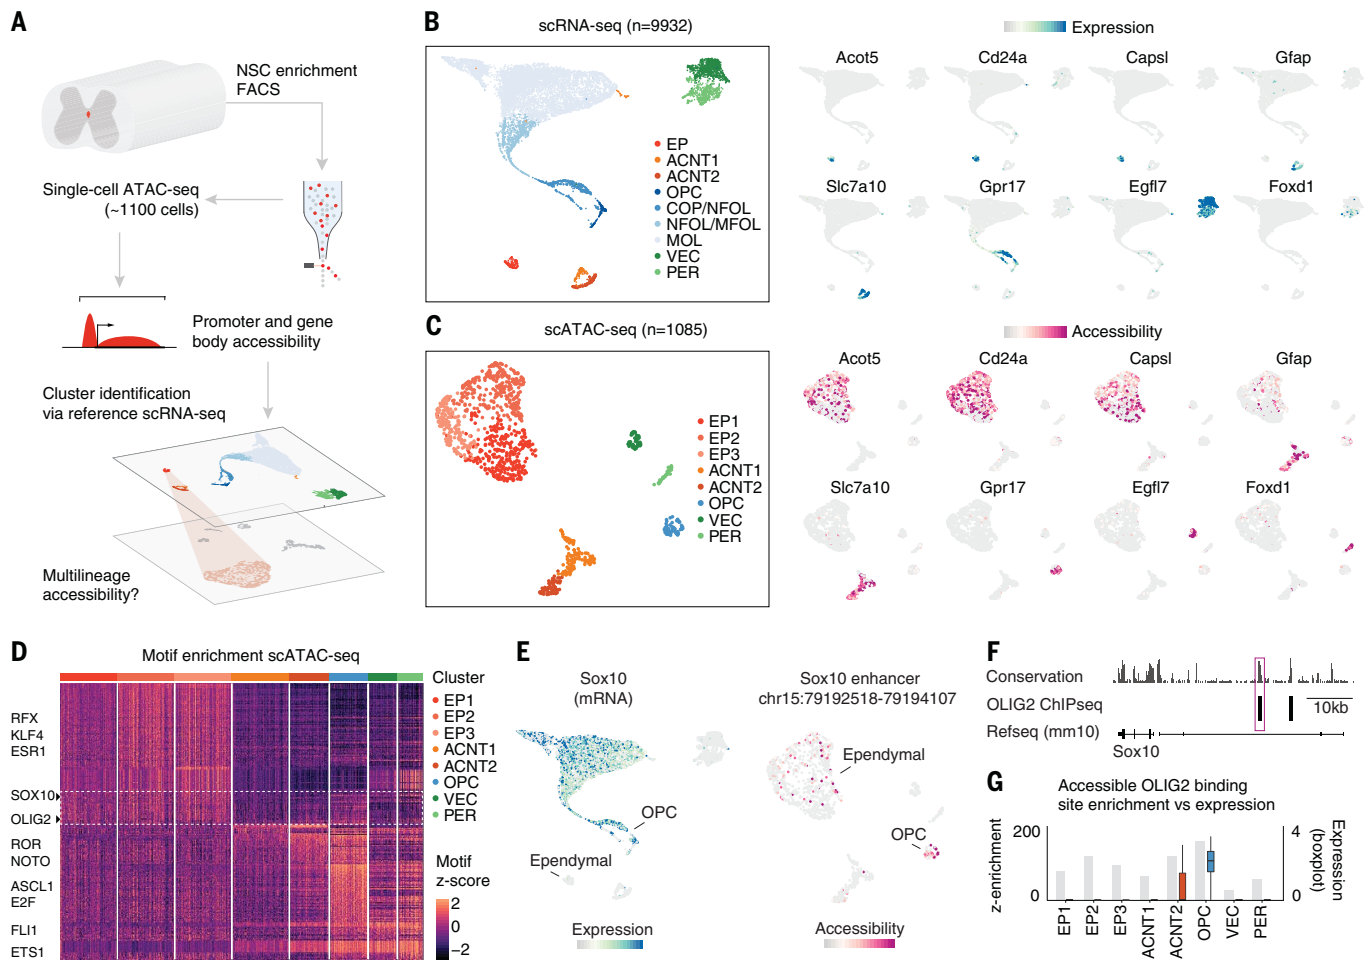 A
NSC enrichment
FACS
Single-cell ATAC-seq
(~1100 cells)
Promoter and gene
body accessibility
Cluster identification
via reference scRNA-seq
Multilineage
accessibility?
B
scRNA-seq (n=9932)
EP
ACNT1
ACNT2
OPC
COP/NFOL
NFOL/MFOL
MOL
VEC
PER
Expression
Acot5
Cd24a
Capsl
Gfap
Slc7a10
Gpr17
Egfl7
Foxd1
C
scATAC-seq (n=1085)
EP1
EP2
EP3
ACNT1
ACNT2
OPC
VEC
PER
Accessibility
Acot5
Cd24a
Capsl
Gfap
Slc7a10
Gpr17
Egfl7
Foxd1
D
Motif enrichment scATAC-seq
RFX
KLF4
ESR1
SOX10
OLIG2
ROR
NOTO
ASCL1
E2F
FLI1
ETS1
Cluster
EP1
EP2
EP3
ACNT1
ACNT2
OPC
VEC
PER
Motif
z-score
2
0
−2
E
Sox10
(mRNA)
OPC
Ependymal
Expression
Sox10 enhancer
chr15:79192518-79194107
Ependymal
OPC
Accessibility
F
Conservation
OLIG2 ChIPseq
10kb
Refseq (mm10)
Sox10
G
Accessible OLIG2 binding
site enrichment vs expression
z-enrichment
200
0
4
0
Expression
(boxplot)
EP1
EP2
EP3
ACNT1
ACNT2
OPC
VEC
PER